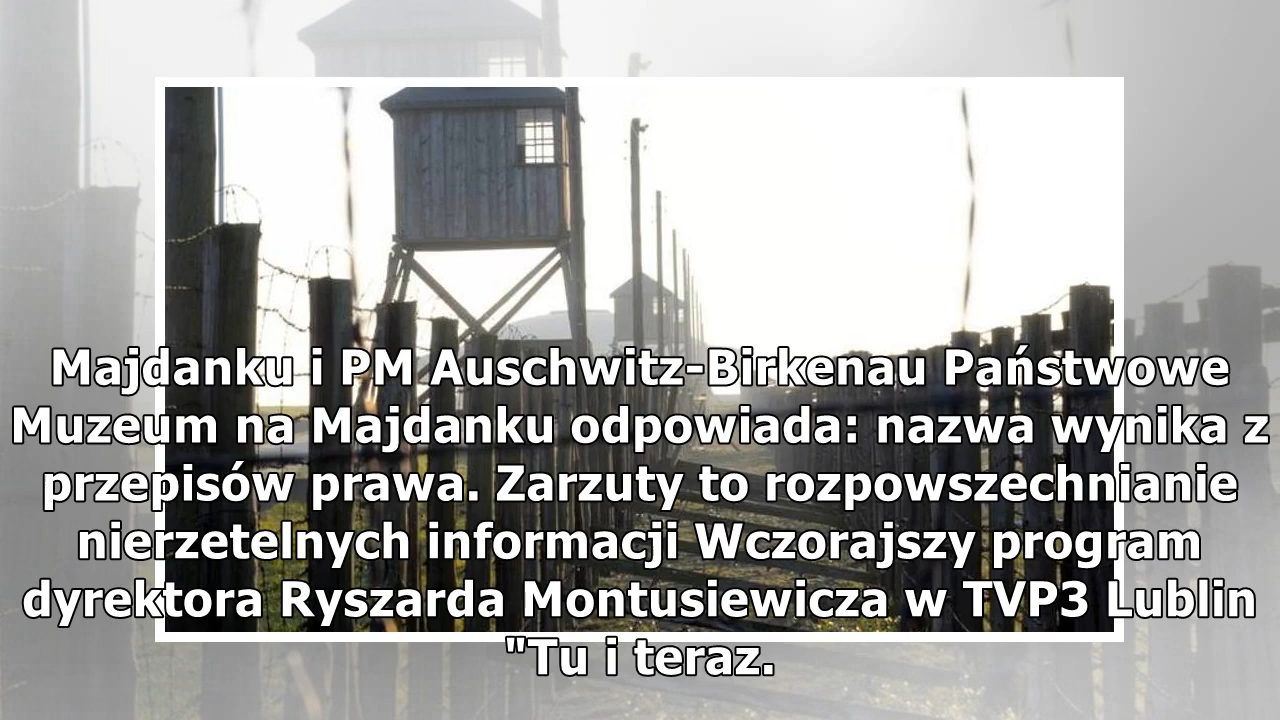 Majdanku i PM Auschwitz-Birkenau Państwowe
Muzeum na Majdanku odpowiada: nazwa wynika z
przepisów prawa. Zarzuty to rozpowszechnianie
nierzetelnych informacji Wczorajszy program
dyrektora Ryszarda Montusiewicza w TVP3 Lublin
"Tu i teraz.